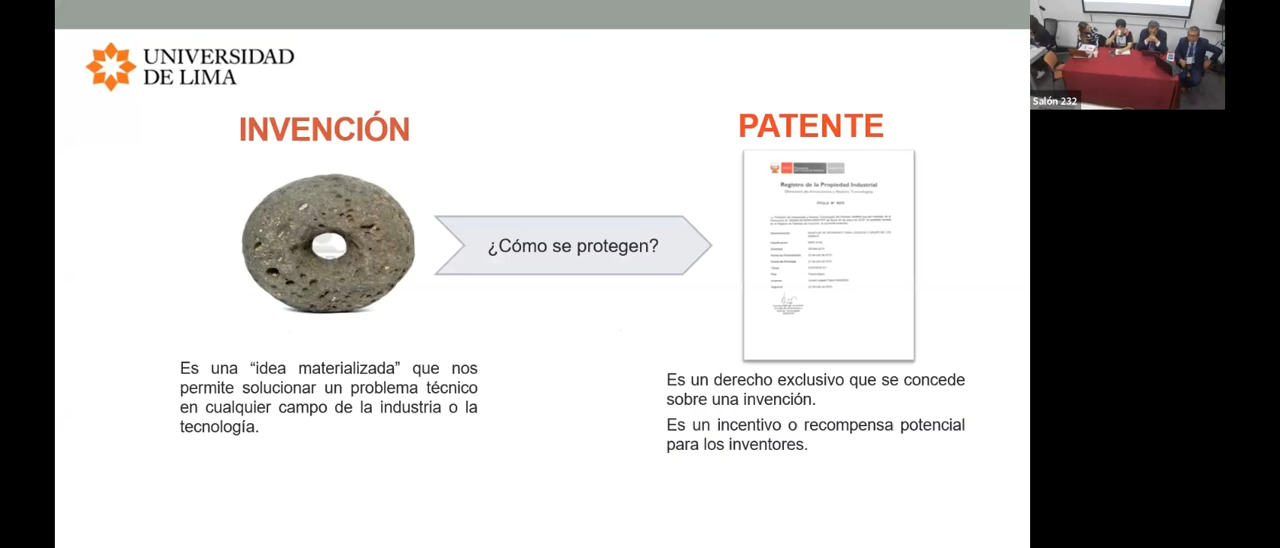 UNIVERSIDAD
DE LIMA
INVENCIÓN
¿Cómo se protegen?
PATENTE
Registro de la Propiedad Industrial
Es una “idea materializada” que nos
permite solucionar un problema técnico
en cualquier campo de la industria o la
tecnología.
Es un derecho exclusivo que se concede
sobre una invención.
Es un incentivo o recompensa potencial
para los inventores.
Salón 232